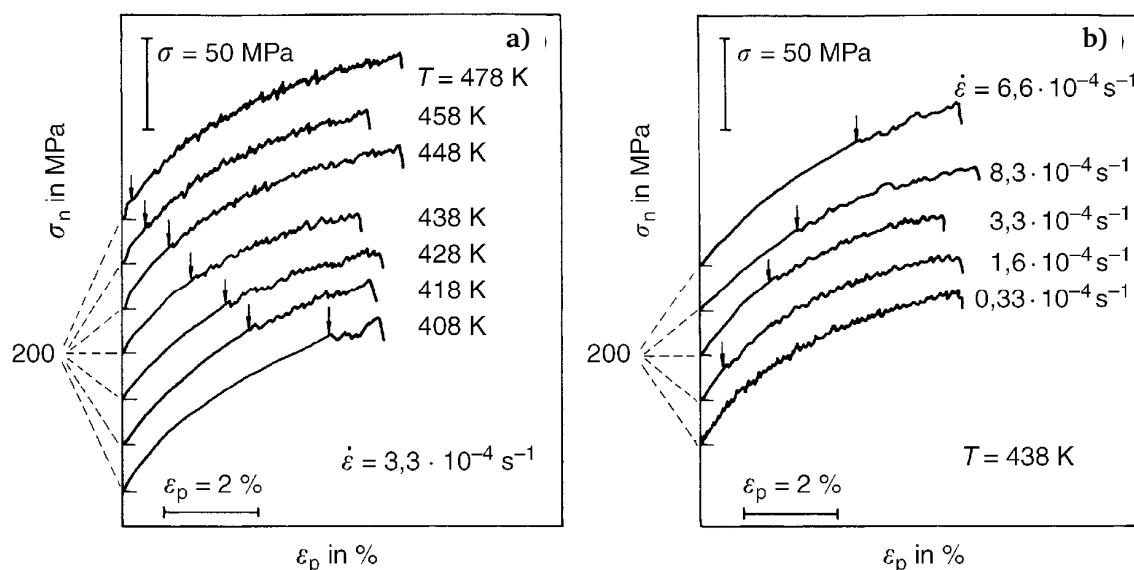 a)
σ = 50 MPa
T = 478 K
458 K
448 K
438 K
428 K
418 K
408 K
σn in MPa
200
ε̇ = 3,3 · 10⁻⁴ s⁻¹
εp = 2 %
εp in %
b)
σ = 50 MPa
ε̇ = 6,6 · 10⁻⁴ s⁻¹
8,3 · 10⁻⁴ s⁻¹
3,3 · 10⁻⁴ s⁻¹
1,6 · 10⁻⁴ s⁻¹
0,33 · 10⁻⁴ s⁻¹
σn in MPa
200
T = 438 K
εp = 2 %
εp in %